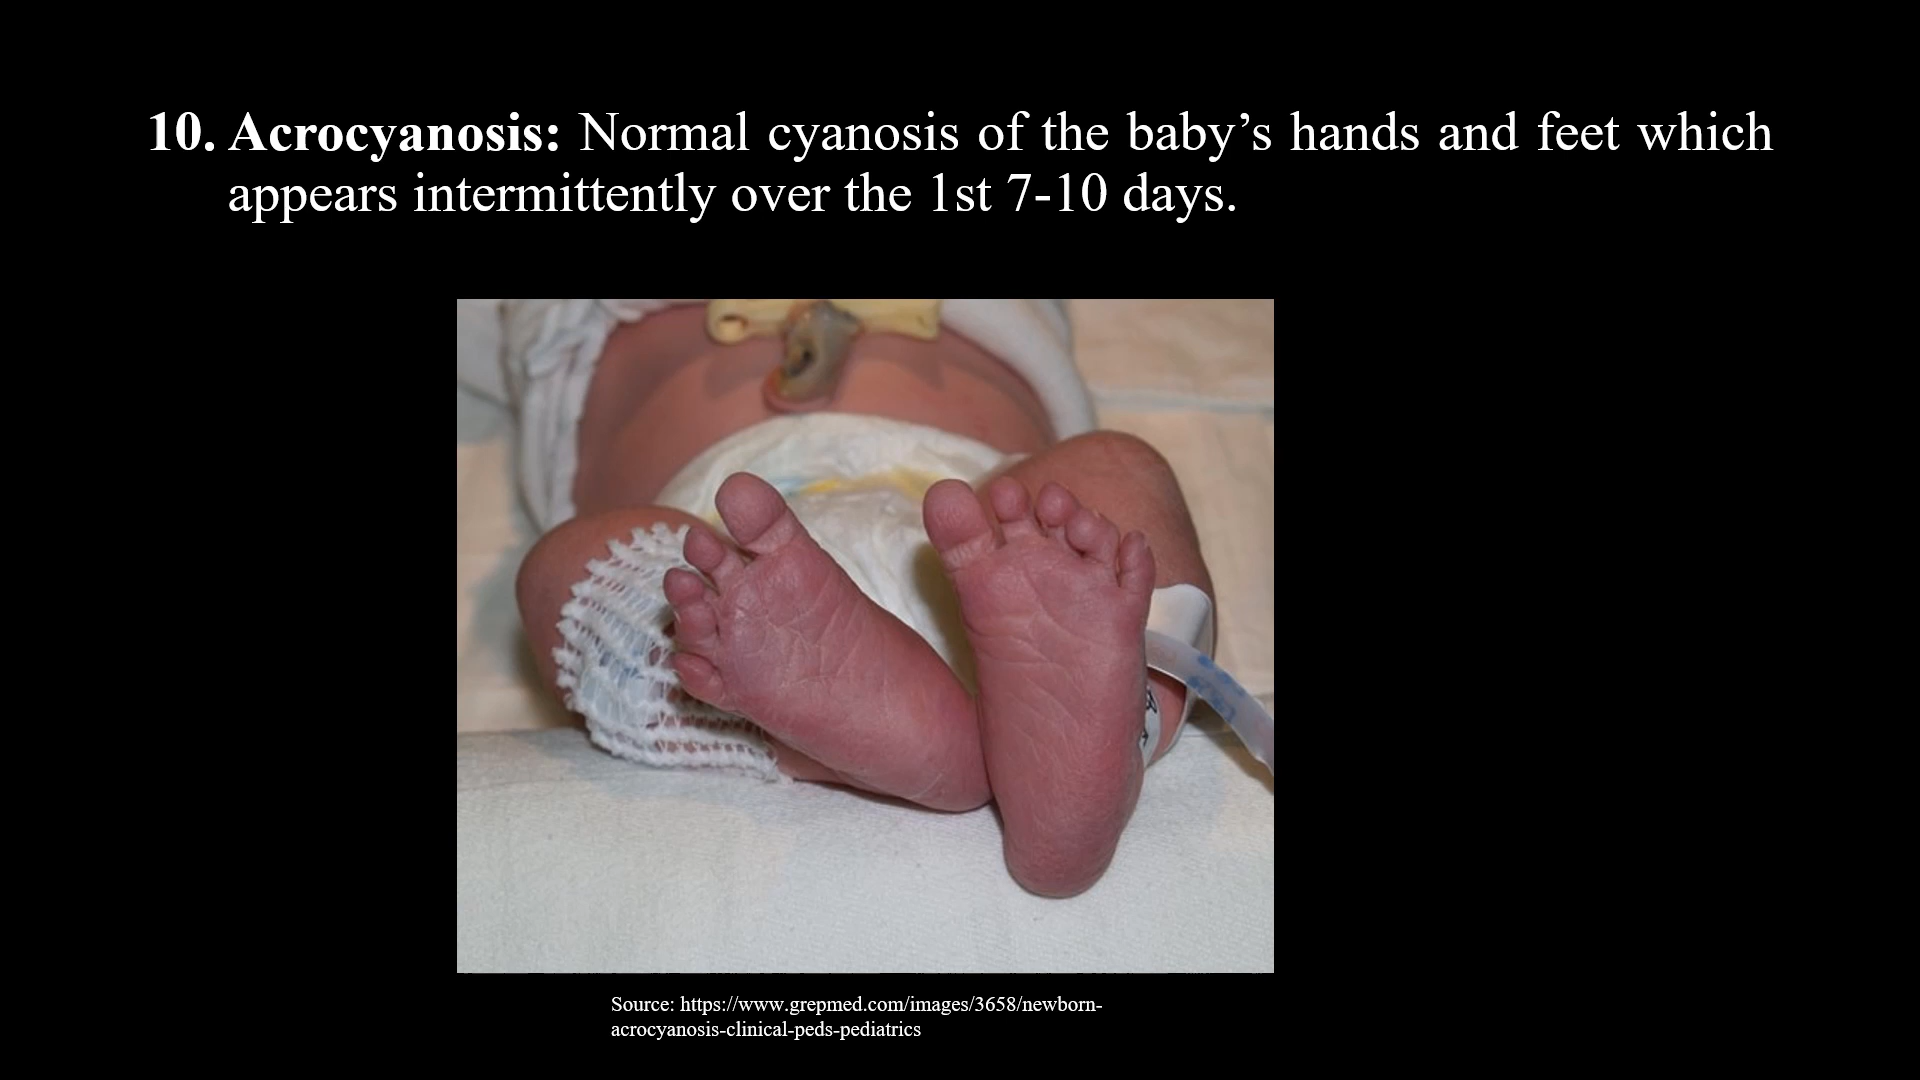 10. Acrocyanosis: Normal cyanosis of the baby’s hands and feet which
appears intermittently over the 1st 7-10 days.
Source: https://www.grepmed.com/images/3658/newborn-
acrocyanosis-clinical-peds-pediatrics